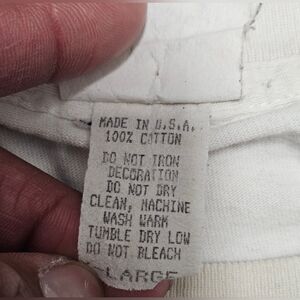 MADE IN U.S.A.
100% COTTON
DO NOT IRON
DECORATION
DO NOT DRY
CLEAN, MACHINE
WASH WARM
TUMBLE DRY LOW
DO NOT BLEACH
LARGE